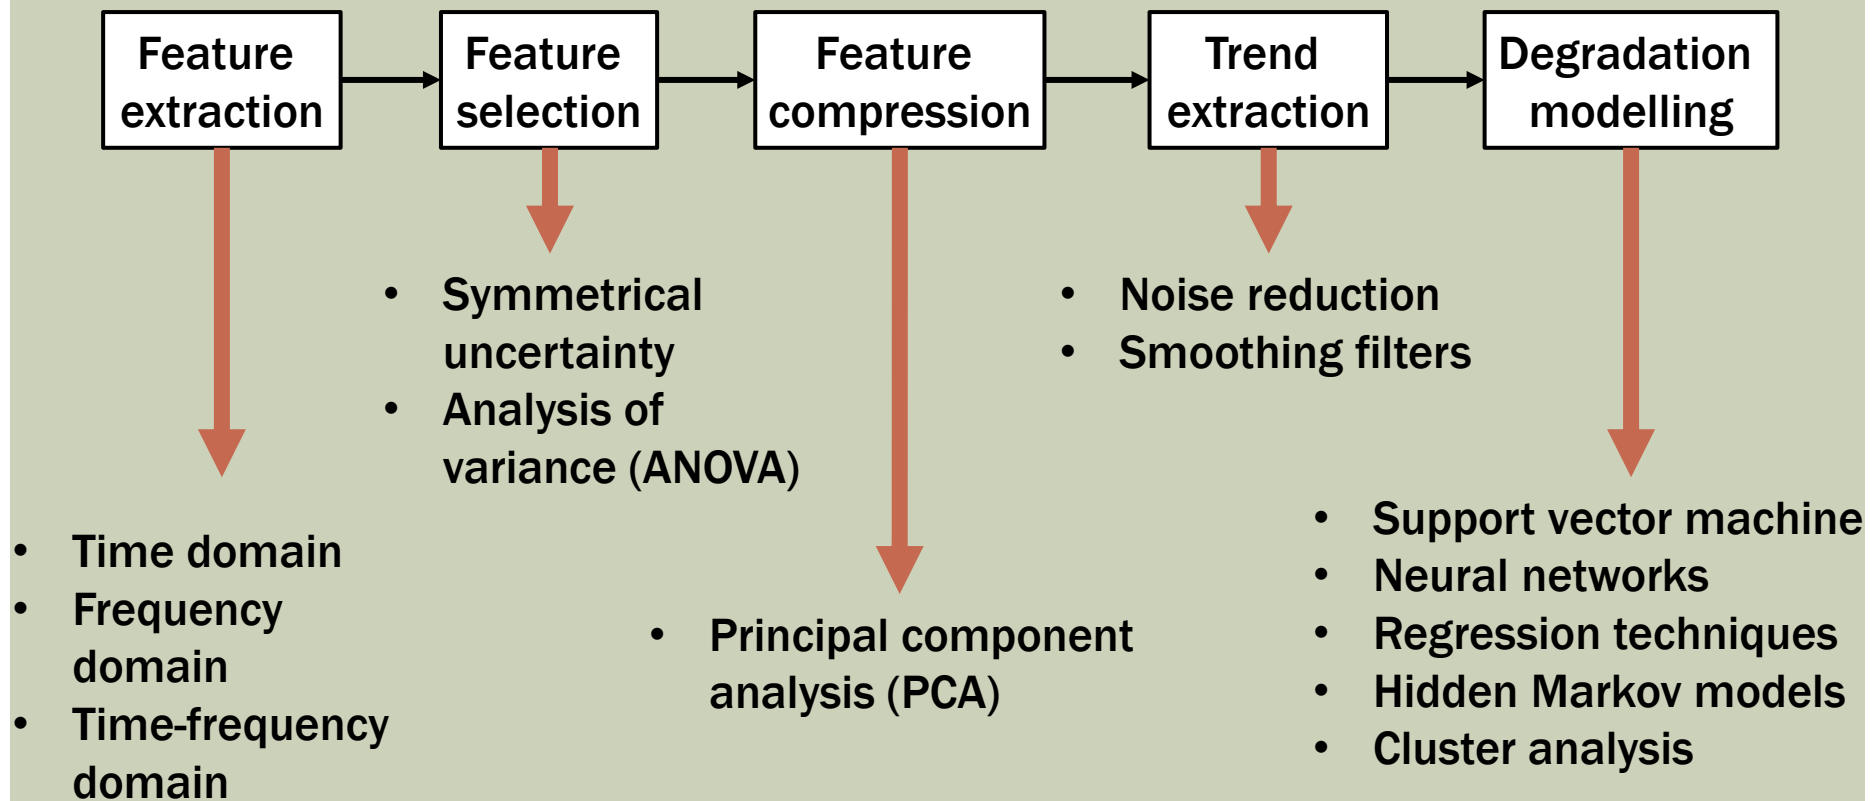 Feature
extraction
Feature
selection
Feature
compression
Trend
extraction
Degradation
modelling
• Time domain
• Frequency
domain
• Time-frequency
domain
• Symmetrical
uncertainty
• Analysis of
variance (ANOVA)
• Principal component
analysis (PCA)
• Noise reduction
• Smoothing filters
• Support vector machine
• Neural networks
• Regression techniques
• Hidden Markov models
• Cluster analysis